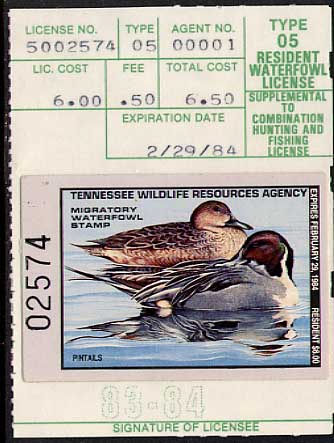 LICENSE NO. TYPE AGENT NO.
5002574 05 00001
LIC. COST FEE TOTAL COST
6.00 .50 6.50
EXPIRATION DATE
2/29/84
TYPE
05
RESIDENT
WATERFOWL
LICENSE
SUPPLEMENTAL
TO
COMBINATION
HUNTING AND
FISHING
LICENSE
02574
TENNESSEE WILDLIFE RESOURCES AGENCY
MIGRATORY
WATERFOWL
STAMP
EXPIRES FEBRUARY 29, 1984
RESIDENT $6.00
PINTAILS
83-84
SIGNATURE OF LICENSEE